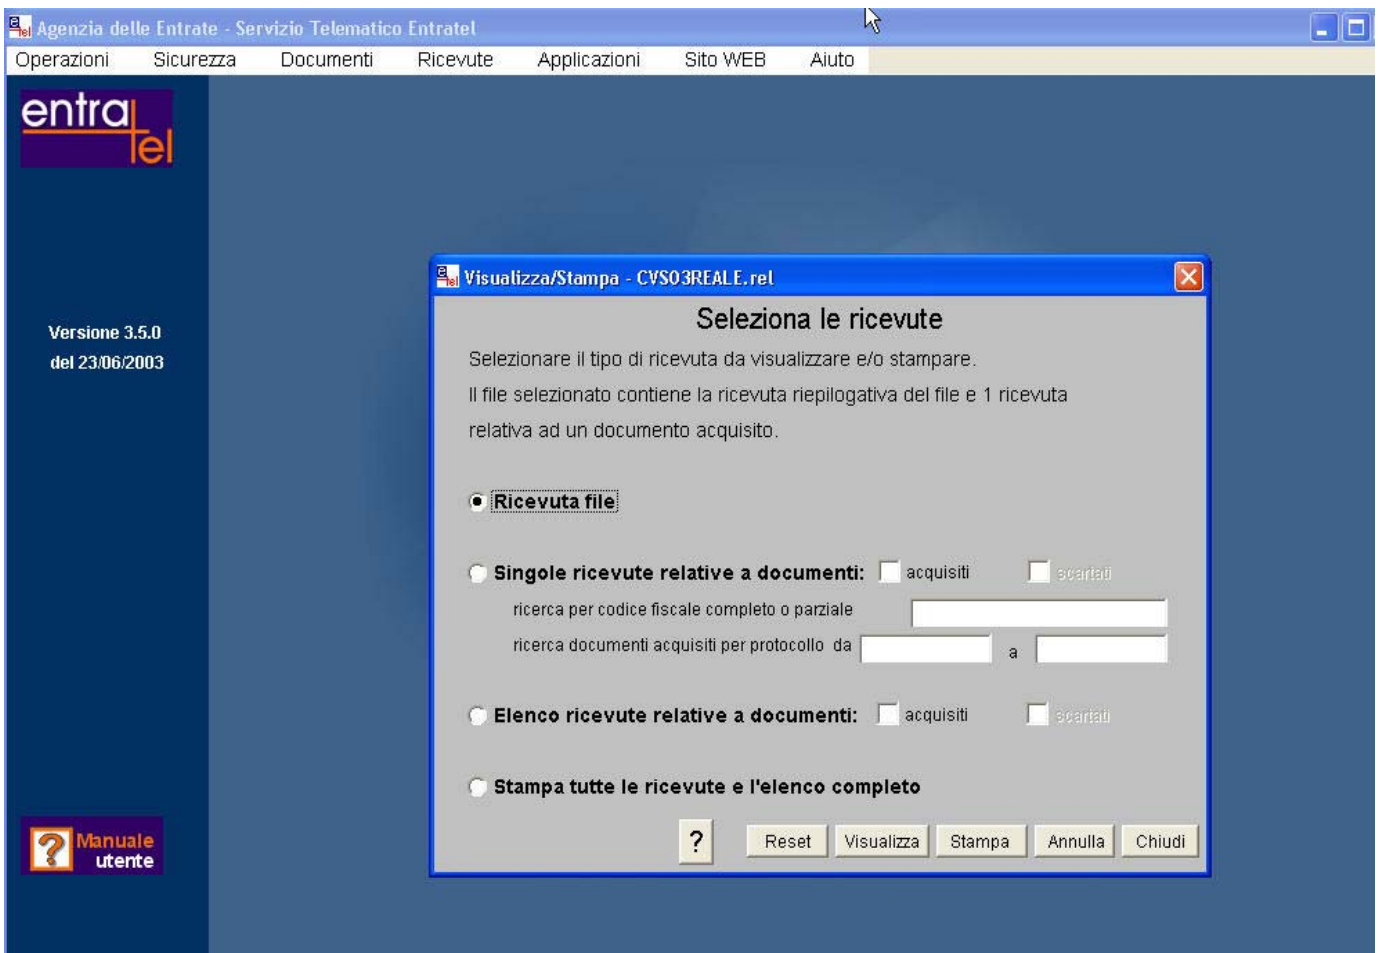 Agenzia delle Entrate - Servizio Telematico Entratel
Operazioni Sicurezza Documenti Ricevute Applicazioni Sito WEB Aiuto
entra
tel
Versione 3.5.0
del 23/06/2003
Visualizza/Stampa - CVS03REALE.rel
Seleziona le ricevute
Selezionare il tipo di ricevuta da visualizzare e/o stampare.
Il file selezionato contiene la ricevuta riepilogativa del file e 1 ricevuta
relativa ad un documento acquisito.
Ricevuta file
Singole ricevute relative a documenti: acquisiti scartati
ricerca per codice fiscale completo o parziale
ricerca documenti acquisiti per protocollo da a
Elenco ricevute relative a documenti: acquisiti scartati
Stampa tutte le ricevute e l'elenco completo
? Reset Visualizza Stampa Annulla Chiudi
? Manuale
utente